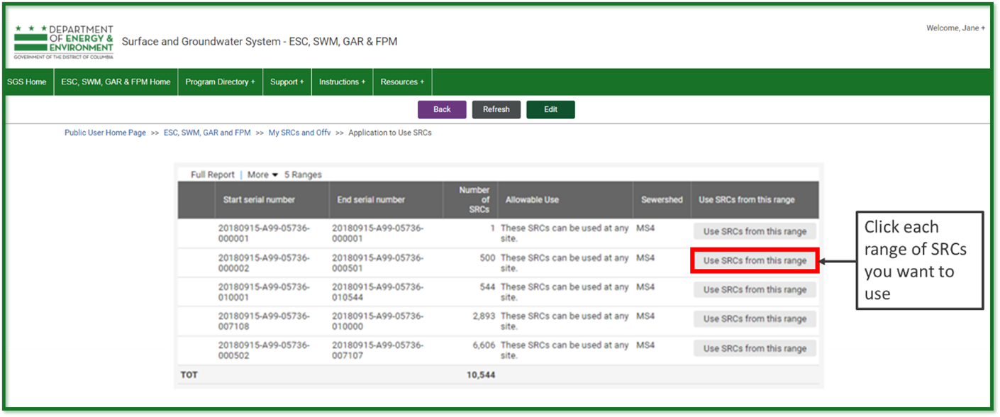 DEPARTMENT
OF ENERGY &
ENVIRONMENT
GOVERNMENT OF THE DISTRICT OF COLUMBIA
Surface and Groundwater System - ESC, SWM, GAR & FPM
Welcome, Jane +
SGS Home ESC, SWM, GAR & FPM Home Program Directory + Support + Instructions + Resources +
Back Refresh Edit
Public User Home Page >> ESC, SWM, GAR and FPM >> My SRCs and Offv >> Application to Use SRCs
Full Report | More 5 Ranges
Start serial number End serial number Number of SRCs Allowable Use Sewershed Use SRCs from this range
20180915-A99-05736- 20180915-A99-05736- 1 These SRCs can be used at any MS4 Use SRCs from this range
000001 000001 site.
20180915-A99-05736- 20180915-A99-05736- 500 These SRCs can be used at any MS4 Use SRCs from this range
000002 000501 site.
20180915-A99-05736- 20180915-A99-05736- 544 These SRCs can be used at any MS4 Use SRCs from this range
010001 010544 site.
20180915-A99-05736- 20180915-A99-05736- 2,893 These SRCs can be used at any MS4 Use SRCs from this range
007108 010000 site.
20180915-A99-05736- 20180915-A99-05736- 6,606 These SRCs can be used at any MS4 Use SRCs from this range
000502 007107 site.
TOT 10,544
Click each
range of SRCs
you want to
use